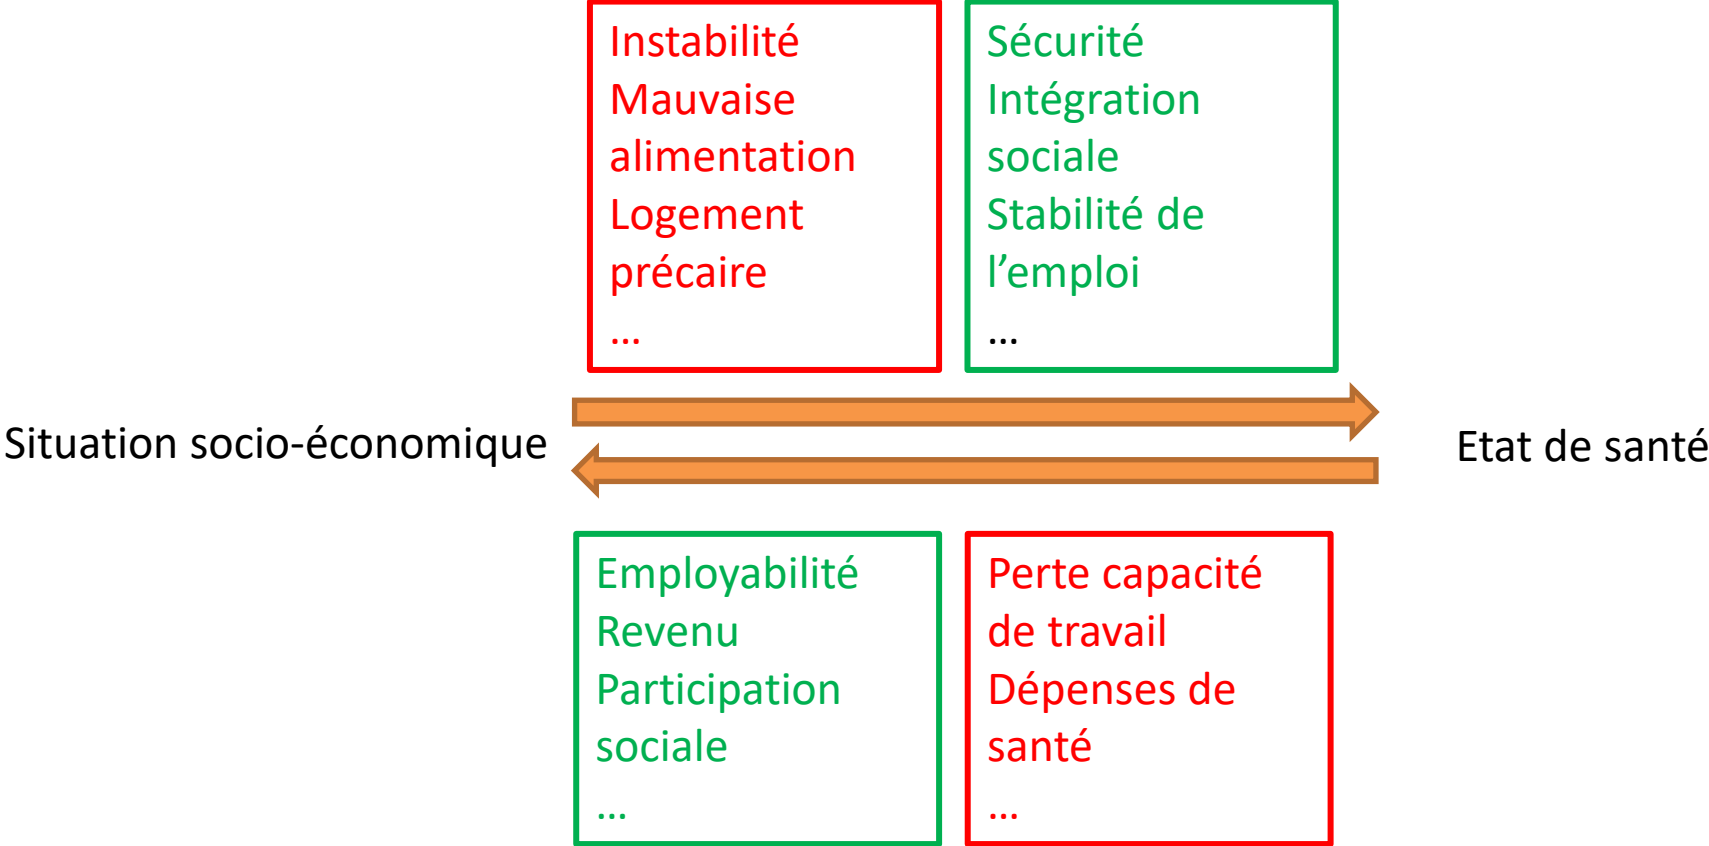 Instabilité
Mauvaise
alimentation
Logement
précaire
...
Sécurité
Intégration
sociale
Stabilité de
l’emploi
...
Situation socio-économique
Etat de santé
Employabilité
Revenu
Participation
sociale
...
Perte capacité
de travail
Dépenses de
santé
...